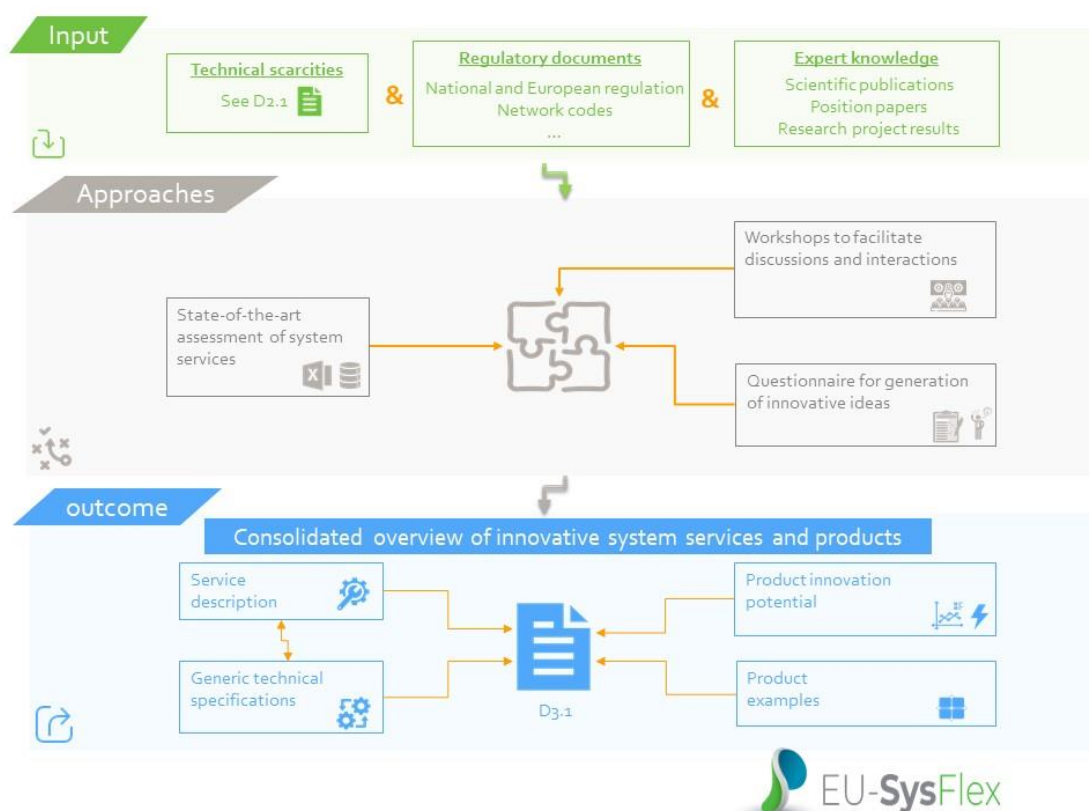 Input
Technical scarcities
See D2.1
&
Regulatory documents
National and European regulation
Network codes
...
&
Expert knowledge
Scientific publications
Position papers
Research project results
Approaches
State-of-the-art
assessment of system
services
Workshops to facilitate
discussions and interactions
Questionnaire for generation
of innovative ideas
outcome
Consolidated overview of innovative system services and products
Service
description
Generic technical
specifications
D3.1
Product innovation
potential
Product
examples
EU-SysFlex